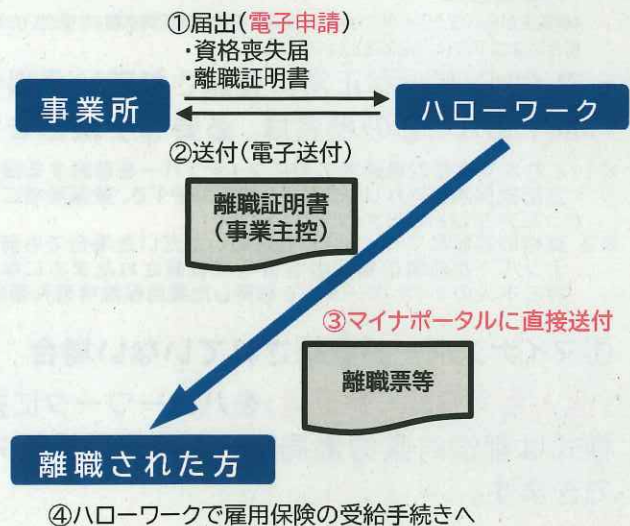 ①届出(電子申請)
・資格喪失届
・離職証明書
事業所
ハローワーク
②送付(電子送付)
離職証明書
(事業主控)
③マイナポータルに直接送付
離職票等
離職された方
④ハローワークで雇用保険の受給手続きへ